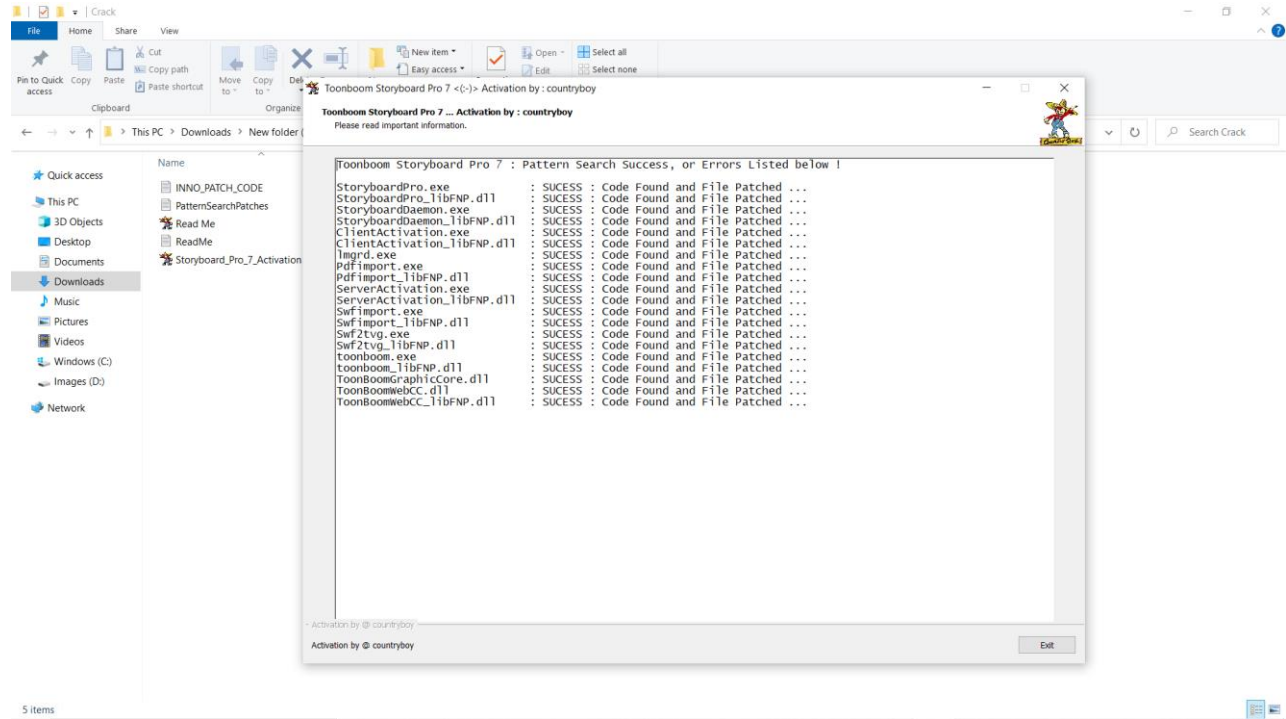 Crack
File Home Share View
Pin to Quick access
Copy
Paste
Cut
Copy path
Paste shortcut
Clipboard
Move to
Copy to
Organize
New item
Easy access
Open
Edit
Select all
Select none
This PC > Downloads > New folder (
Search Crack
Quick access
This PC
3D Objects
Desktop
Documents
Downloads
Music
Pictures
Videos
Windows (C:)
Images (D:)
Network
Name
INNO_PATCH_CODE
PatternSearchPatches
Read Me
ReadMe
Storyboard_Pro_7_Activation
Toonboom Storyboard Pro 7 <(;-)> Activation by : countryboy
Toonboom Storyboard Pro 7 ... Activation by : countryboy
Please read important information.
Toonboom Storyboard Pro 7 : Pattern Search Success, or Errors Listed below !
StoryboardPro.exe : SUCESS : Code Found and File Patched ...
StoryboardPro_libFNP.dll : SUCESS : Code Found and File Patched ...
StoryboardDaemon.exe : SUCESS : Code Found and File Patched ...
StoryboardDaemon_libFNP.dll : SUCESS : Code Found and File Patched ...
ClientActivation.exe : SUCESS : Code Found and File Patched ...
ClientActivation_libFNP.dll : SUCESS : Code Found and File Patched ...
lmgrd.exe : SUCESS : Code Found and File Patched ...
Pdfimport.exe : SUCESS : Code Found and File Patched ...
Pdfimport_libFNP.dll : SUCESS : Code Found and File Patched ...
ServerActivation.exe : SUCESS : Code Found and File Patched ...
ServerActivation_libFNP.dll : SUCESS : Code Found and File Patched ...
Swfimport.exe : SUCESS : Code Found and File Patched ...
Swfimport_libFNP.dll : SUCESS : Code Found and File Patched ...
Swf2tvg.exe : SUCESS : Code Found and File Patched ...
Swf2tvg_libFNP.dll : SUCESS : Code Found and File Patched ...
toonboom.exe : SUCESS : Code Found and File Patched ...
toonboom_libFNP.dll : SUCESS : Code Found and File Patched ...
ToonBoomGraphicCore.dll : SUCESS : Code Found and File Patched ...
ToonBoomWebCC.dll : SUCESS : Code Found and File Patched ...
ToonBoomWebCC_libFNP.dll : SUCESS : Code Found and File Patched ...
Activation by @ countryboy
Activation by @ countryboy
Exit
5 items